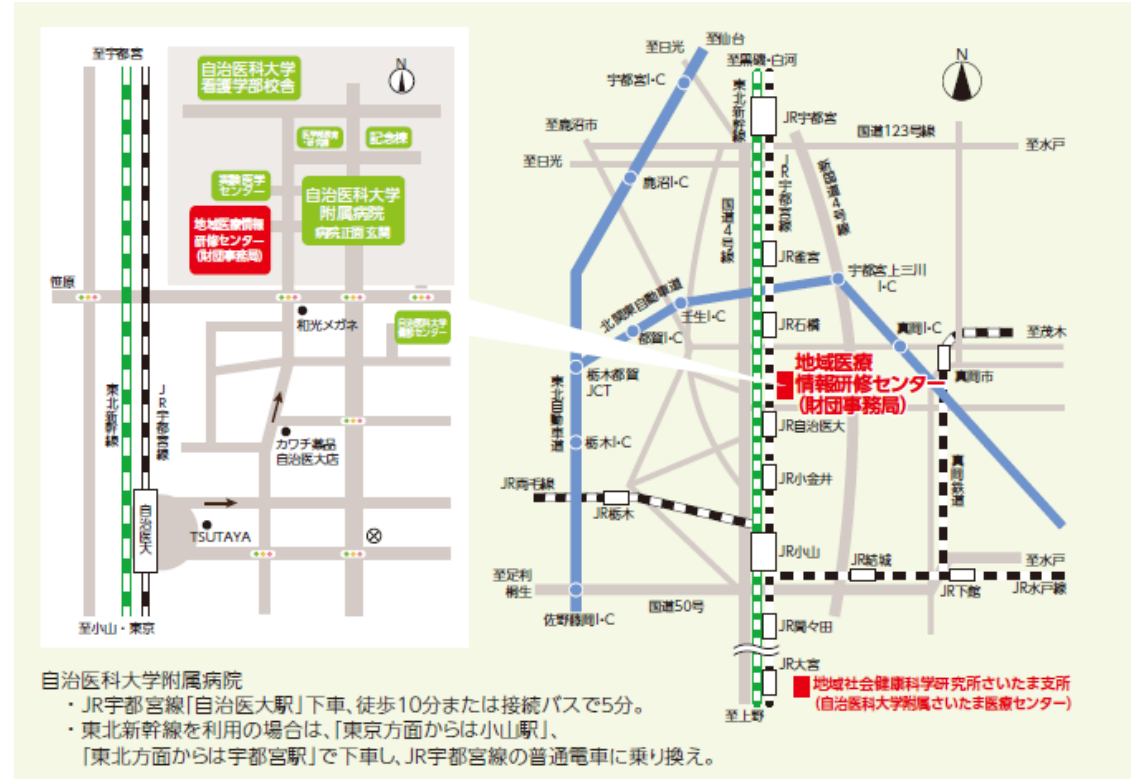 至宇都宮
自治医科大学
看護学部校舎
N
記念棟
実験医学
センター
自治医科大学
附属病院
病院正面玄関
地域医療情報
研修センター
(財団事務局)
笹原
和光メガネ
自治医科大学
センター
東北新幹線
JR宇都宮線
カワチ薬品
自治医大店
自治医大
TSUTAYA
至小山・東京
至仙台
至日光
至黒磯・白河
宇都宮I・C
東北新幹線
N
JR宇都宮
至鹿沼市
国道123号線
至水戸
至日光
JR宇都宮線
新国道4号線
鹿沼I・C
国道4号線
JR雀宮
宇都宮上三川
I・C
北関東自動車道
壬生I・C
都賀I・C
JR石橋
真岡I・C
至茂木
栃木都賀
JCT
地域医療
情報研修センター
(財団事務局)
真岡市
東北自動車道
JR自治医大
栃木I・C
真岡鉄道
JR小金井
JR両毛線
JR栃木
JR小山
JR結城
至水戸
至足利
桐生
JR下館
JR水戸線
国道50号
佐野藤岡I・C
JR間々田
JR大宮
地域社会健康科学研究所さいたま支所
(自治医科大学附属さいたま医療センター)
至上野
自治医科大学附属病院
・JR宇都宮線「自治医大駅」下車、徒歩10分または接続バスで5分。
・東北新幹線を利用の場合は、「東京方面からは小山駅」、
「東北方面からは宇都宮駅」で下車し、JR宇都宮線の普通電車に乗り換え。